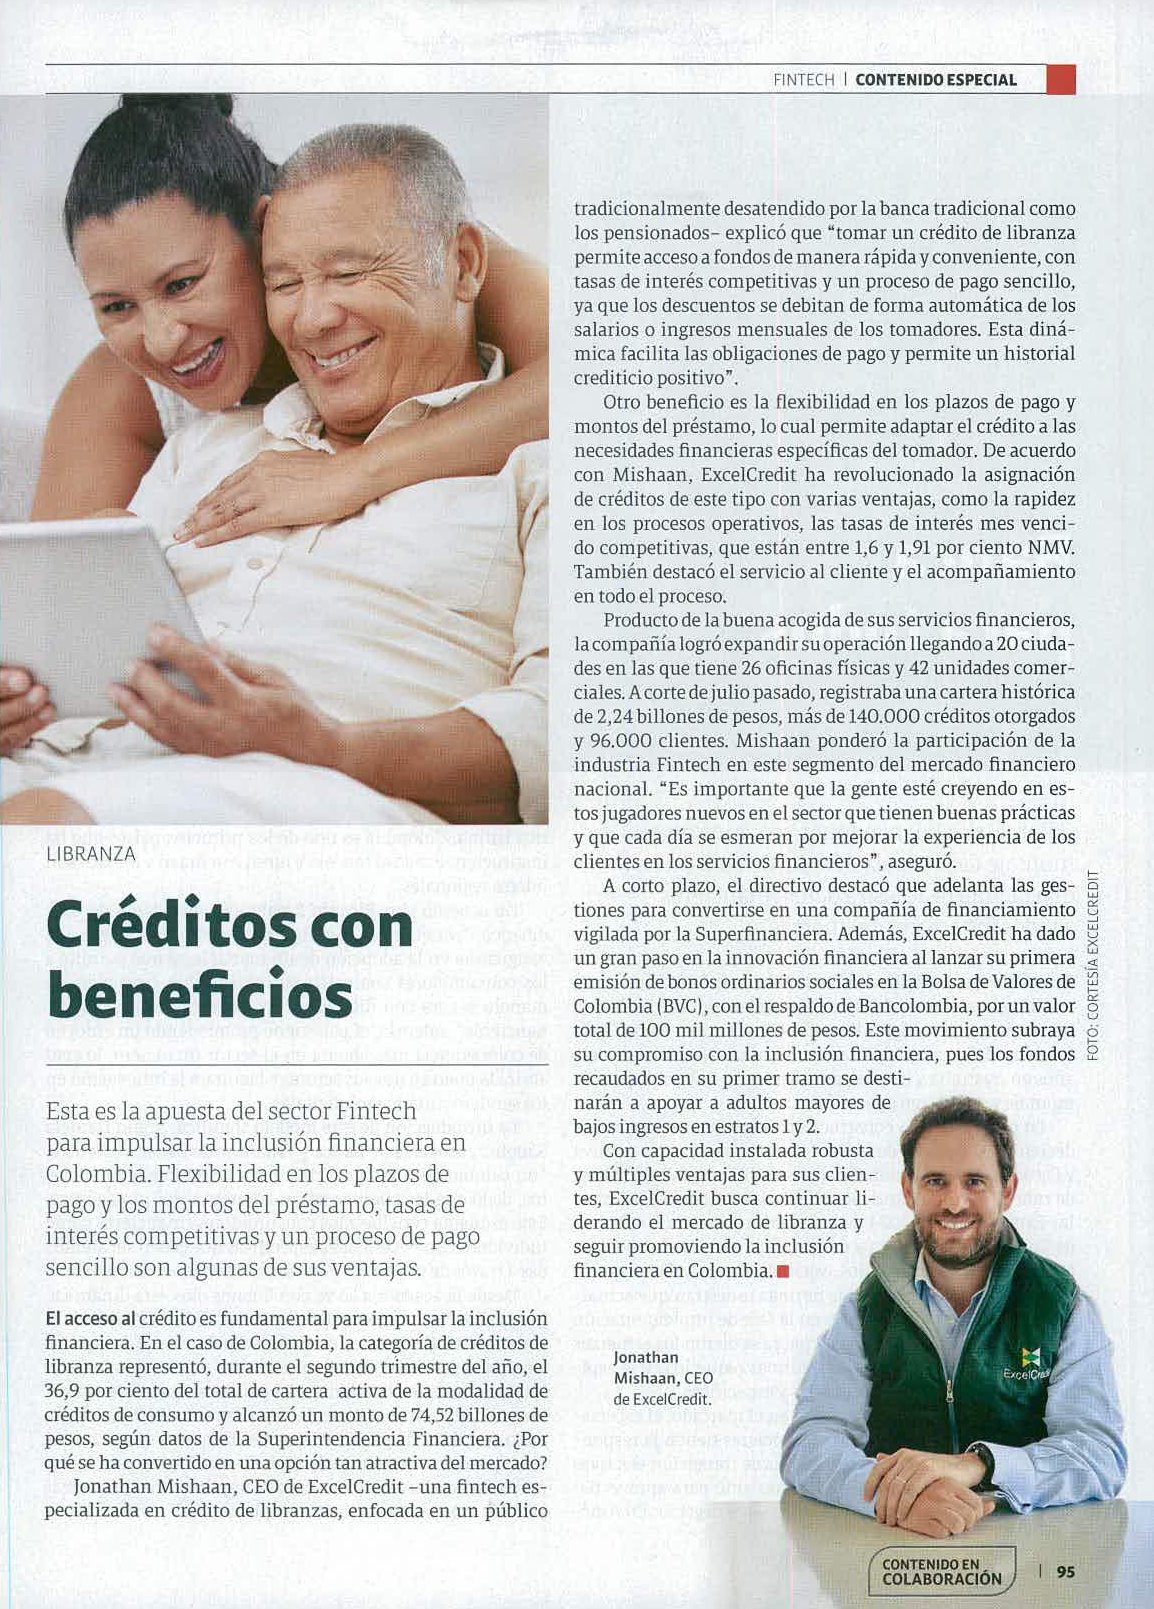 FINTECH | CONTENIDO ESPECIAL
LIBRANZA
Créditos con
beneficios
Esta es la apuesta del sector Fintech
para impulsar la inclusión financiera en
Colombia. Flexibilidad en los plazos de
pago y los montos del préstamo, tasas de
interés competitivas y un proceso de pago
sencillo son algunas de sus ventajas.
El acceso al crédito es fundamental para impulsar la inclusión
financiera. En el caso de Colombia, la categoría de créditos de
libranza representó, durante el segundo trimestre del año, el
36,9 por ciento del total de cartera activa de la modalidad de
créditos de consumo y alcanzó un monto de 74,52 billones de
pesos, según datos de la Superintendencia Financiera. ¿Por
qué se ha convertido en una opción tan atractiva del mercado?
Jonathan Mishaan, CEO de ExcelCredit –una fintech es-
pecializada en crédito de libranzas, enfocada en un público
tradicionalmente desatendido por la banca tradicional como
los pensionados– explicó que “tomar un crédito de libranza
permite acceso a fondos de manera rápida y conveniente, con
tasas de interés competitivas y un proceso de pago sencillo,
ya que los descuentos se debitan de forma automática de los
salarios o ingresos mensuales de los tomadores. Esta diná-
mica facilita las obligaciones de pago y permite un historial
crediticio positivo”.
Otro beneficio es la flexibilidad en los plazos de pago y
montos del préstamo, lo cual permite adaptar el crédito a las
necesidades financieras específicas del tomador. De acuerdo
con Mishaan, ExcelCredit ha revolucionado la asignación
de créditos de este tipo con varias ventajas, como la rapidez
en los procesos operativos, las tasas de interés mes venci-
do competitivas, que están entre 1,6 y 1,91 por ciento NMV.
También destacó el servicio al cliente y el acompañamiento
en todo el proceso.
Producto de la buena acogida de sus servicios financieros,
la compañía logró expandir su operación llegando a 20 ciuda-
des en las que tiene 26 oficinas físicas y 42 unidades comer-
ciales. A corte de julio pasado, registraba una cartera histórica
de 2,24 billones de pesos, más de 140.000 créditos otorgados
y 96.000 clientes. Mishaan ponderó la participación de la
industria Fintech en este segmento del mercado financiero
nacional. “Es importante que la gente esté creyendo en es-
tos jugadores nuevos en el sector que tienen buenas prácticas
y que cada día se esmeran por mejorar la experiencia de los
clientes en los servicios financieros”, aseguró.
A corto plazo, el directivo destacó que adelanta las ges-
tiones para convertirse en una compañía de financiamiento
vigilada por la Superfinanciera. Además, ExcelCredit ha dado
un gran paso en la innovación financiera al lanzar su primera
emisión de bonos ordinarios sociales en la Bolsa de Valores de
Colombia (BVC), con el respaldo de Bancolombia, por un valor
total de 100 mil millones de pesos. Este movimiento subraya
su compromiso con la inclusión financiera, pues los fondos
recaudados en su primer tramo se desti-
narán a apoyar a adultos mayores de
bajos ingresos en estratos 1 y 2.
Con capacidad instalada robusta
y múltiples ventajas para sus clien-
tes, ExcelCredit busca continuar li-
derando el mercado de libranza y
seguir promoviendo la inclusión
financiera en Colombia.
FOTO: CORTESÍA EXCELCREDIT
Jonathan
Mishaan, CEO
de ExcelCredit.
ExcelCredit
CONTENIDO EN
COLABORACIÓN
| 95